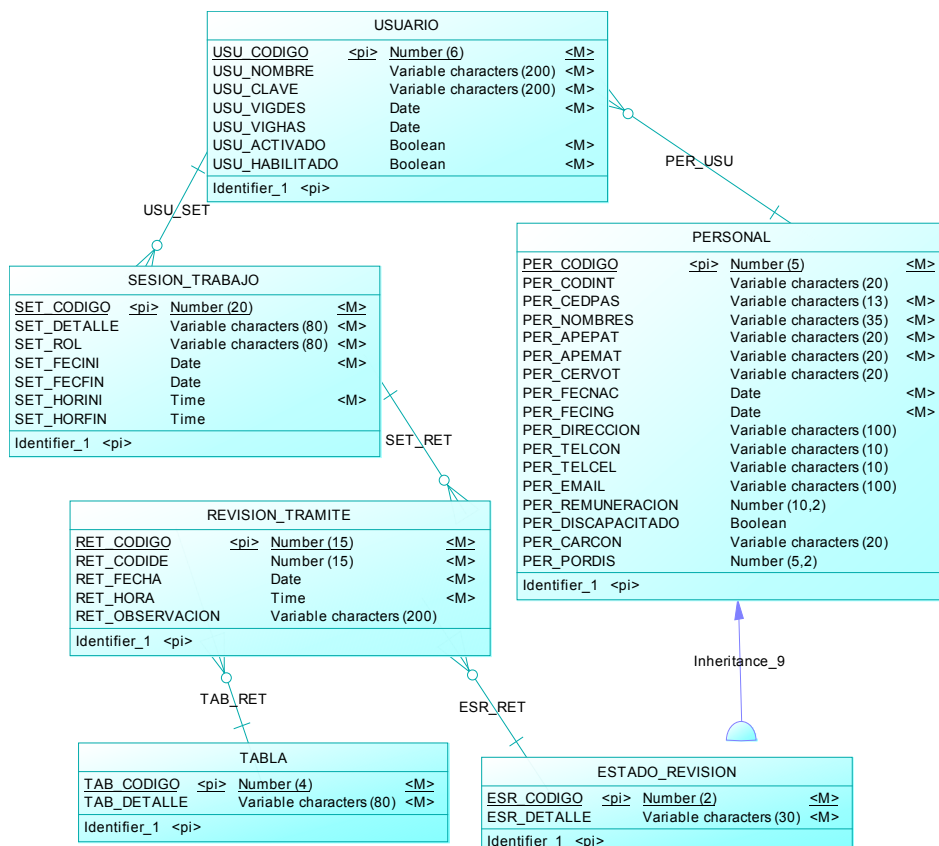 USUARIO
USU_CODIGO <pi> Number (6) <M>
USU_NOMBRE Variable characters (200) <M>
USU_CLAVE Variable characters (200) <M>
USU_VIGDES Date <M>
USU_VIGHAS Date
USU_ACTIVADO Boolean <M>
USU_HABILITADO Boolean <M>
Identifier_1 <pi>
PER_USU
USU_SET
PERSONAL
PER_CODIGO <pi> Number (5) <M>
PER_CODINT Variable characters (20)
PER_CEDPAS Variable characters (13) <M>
PER_NOMBRES Variable characters (35) <M>
PER_APEPAT Variable characters (20) <M>
PER_APEMAT Variable characters (20) <M>
PER_CERVOT Variable characters (20)
PER_FECNAC Date <M>
PER_FECING Date <M>
PER_DIRECCION Variable characters (100)
PER_TELCON Variable characters (10)
PER_TELCEL Variable characters (10)
PER_EMAIL Variable characters (100)
PER_REMUNERACION Number (10,2)
PER_DISCAPACITADO Boolean
PER_CARCON Variable characters (20)
PER_PORDIS Number (5,2)
Identifier_1 <pi>
SESION_TRABAJO
SET_CODIGO <pi> Number (20) <M>
SET_DETALLE Variable characters (80) <M>
SET_ROL Variable characters (80) <M>
SET_FECINI Date <M>
SET_FECFIN Date
SET_HORINI Time <M>
SET_HORFIN Time
Identifier_1 <pi>
SET_RET
REVISION_TRAMITE
RET_CODIGO <pi> Number (15) <M>
RET_CODIDE Number (15) <M>
RET_FECHA Date <M>
RET_HORA Time <M>
RET_OBSERVACION Variable characters (200)
Identifier_1 <pi>
Inheritance_9
TAB_RET
ESR_RET
TABLA
TAB_CODIGO <pi> Number (4) <M>
TAB_DETALLE Variable characters (80) <M>
Identifier_1 <pi>
ESTADO_REVISION
ESR_CODIGO <pi> Number (2) <M>
ESR_DETALLE Variable characters (30) <M>
Identifier_1 <pi>